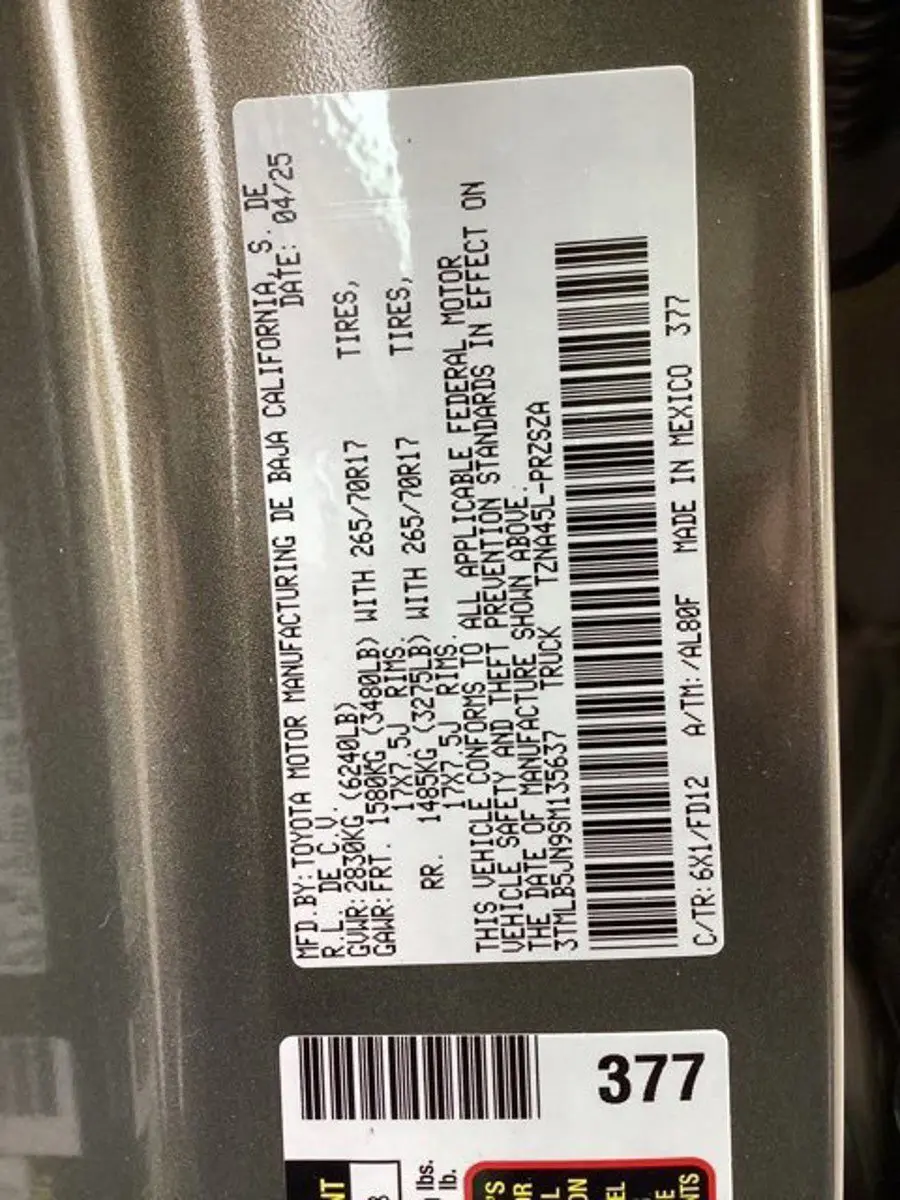 MFD.BY:TOYOTA MOTOR MANUFACTURING DE BAJA CALIFORNIA, S. DE
R.L. DE C.V. DATE: 04/25
GVWR:2830KG (6240LB)
GAWR:FRT. 1580KG (3480LB) WITH 265/70R17 TIRES,
17X7.5J RIMS.
RR. 1485KG (3275LB) WITH 265/70R17 TIRES,
17X7.5J RIMS.
THIS VEHICLE CONFORMS TO ALL APPLICABLE FEDERAL MOTOR
VEHICLE SAFETY AND THEFT PREVENTION STANDARDS IN EFFECT ON
THE DATE OF MANUFACTURE SHOWN ABOVE.
3TMLB5JN9SM135637 TRUCK TZNA45L-PRZSZA
C/TR:6X1/FD12 A/TM:/AL80F MADE IN MEXICO 377
377
lbs.
lb.